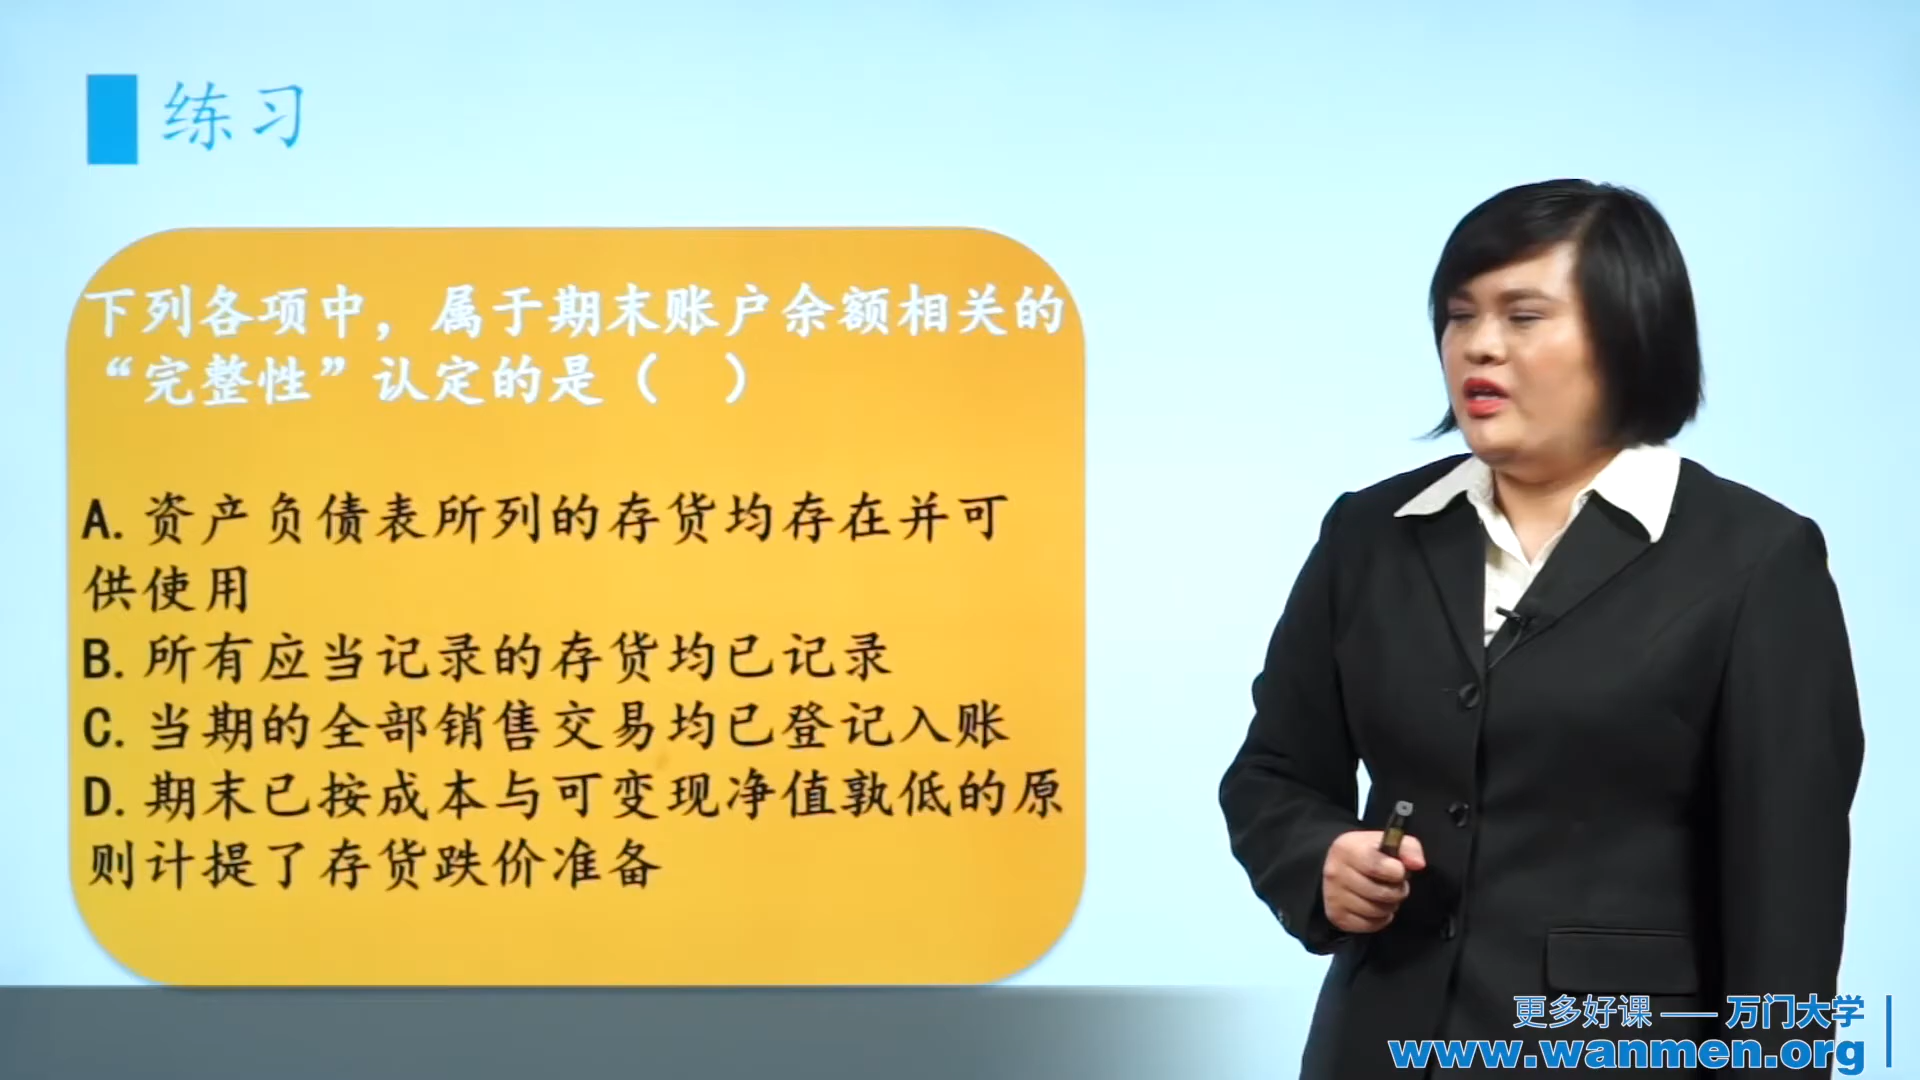 练习
下列各项中，属于期末账户余额相关的
“完整性”认定的是（　）
A. 资产负债表所列的存货均存在并可
供使用
B. 所有应当记录的存货均已记录
C. 当期的全部销售交易均已登记入账
D. 期末已按成本与可变现净值孰低的原
则计提了存货跌价准备
更多好课 —— 万门大学
www.wanmen.org